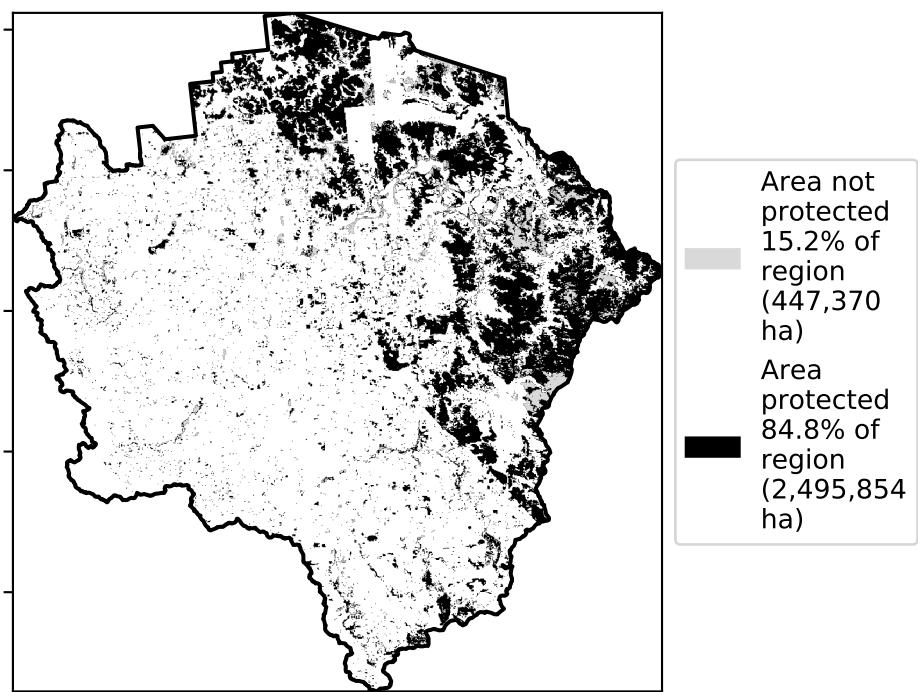 Area not
protected
15.2% of
region
(447,370
ha)
Area
protected
84.8% of
region
(2,495,854
ha)